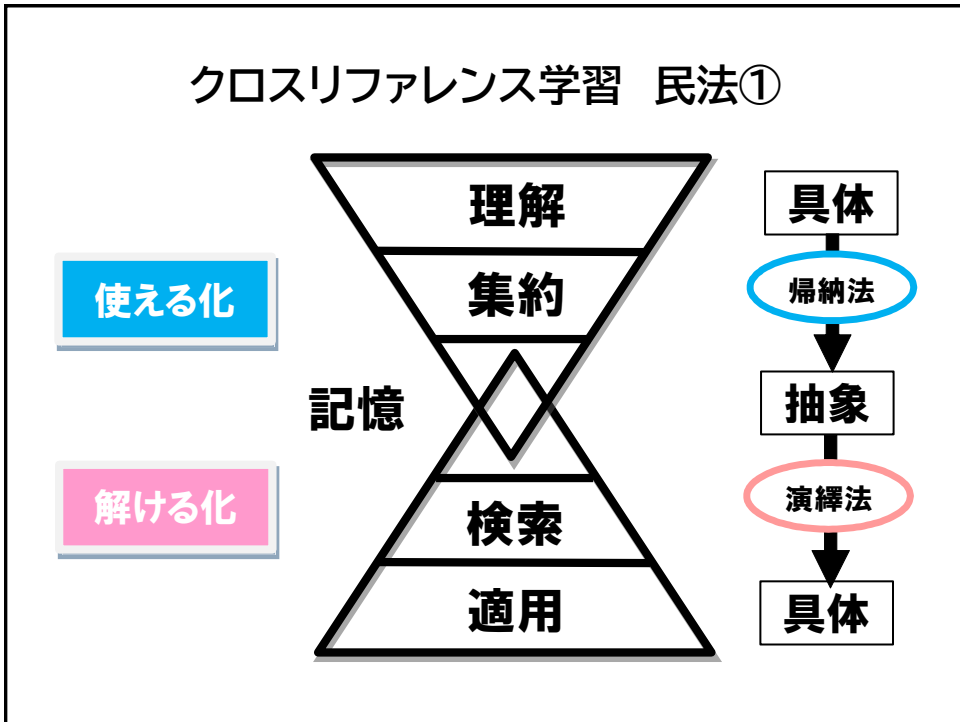 クロスリファレンス学習 民法①
理解
集約
記憶
検索
適用
使える化
解ける化
具体
帰納法
抽象
演繹法
具体